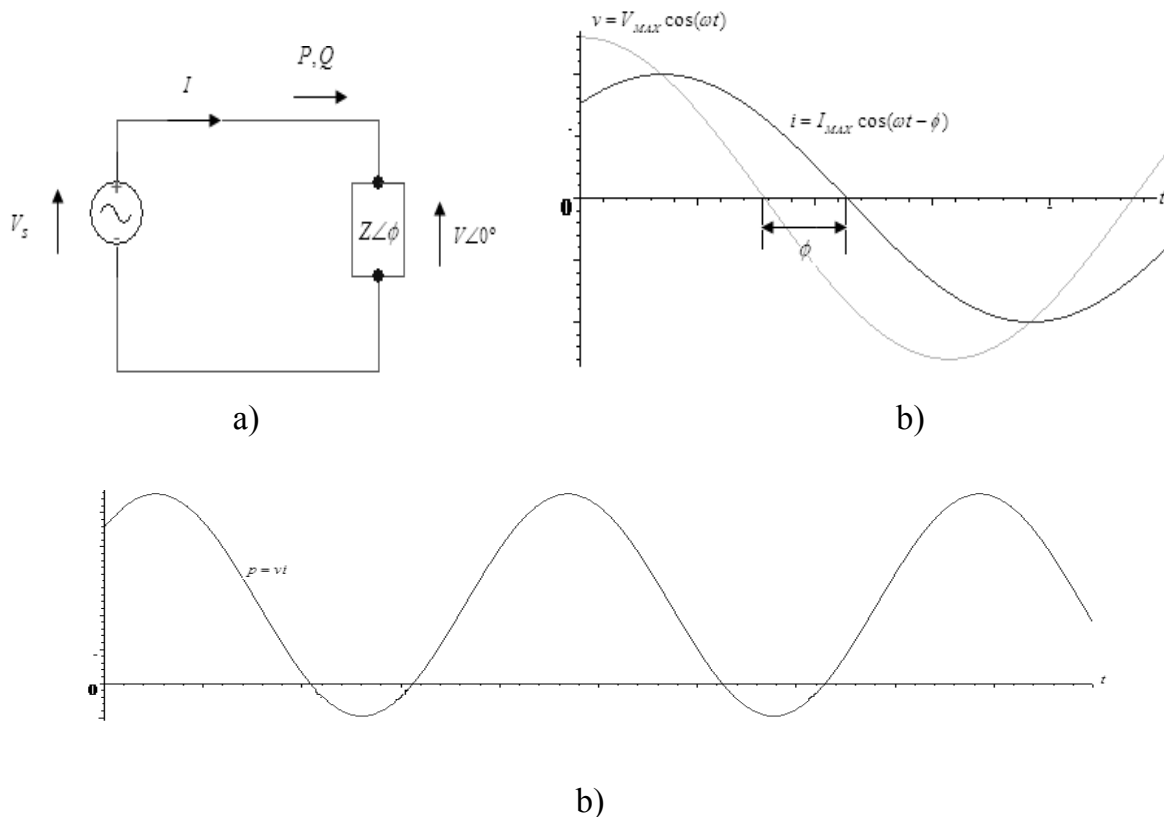 P, Q
I
+
V_s
-
Z∠ϕ
V∠0°
a)
v = V_MAX cos(ωt)
i = I_MAX cos(ωt − ϕ)
0
t
ϕ
b)
p = vi
0
t
b)